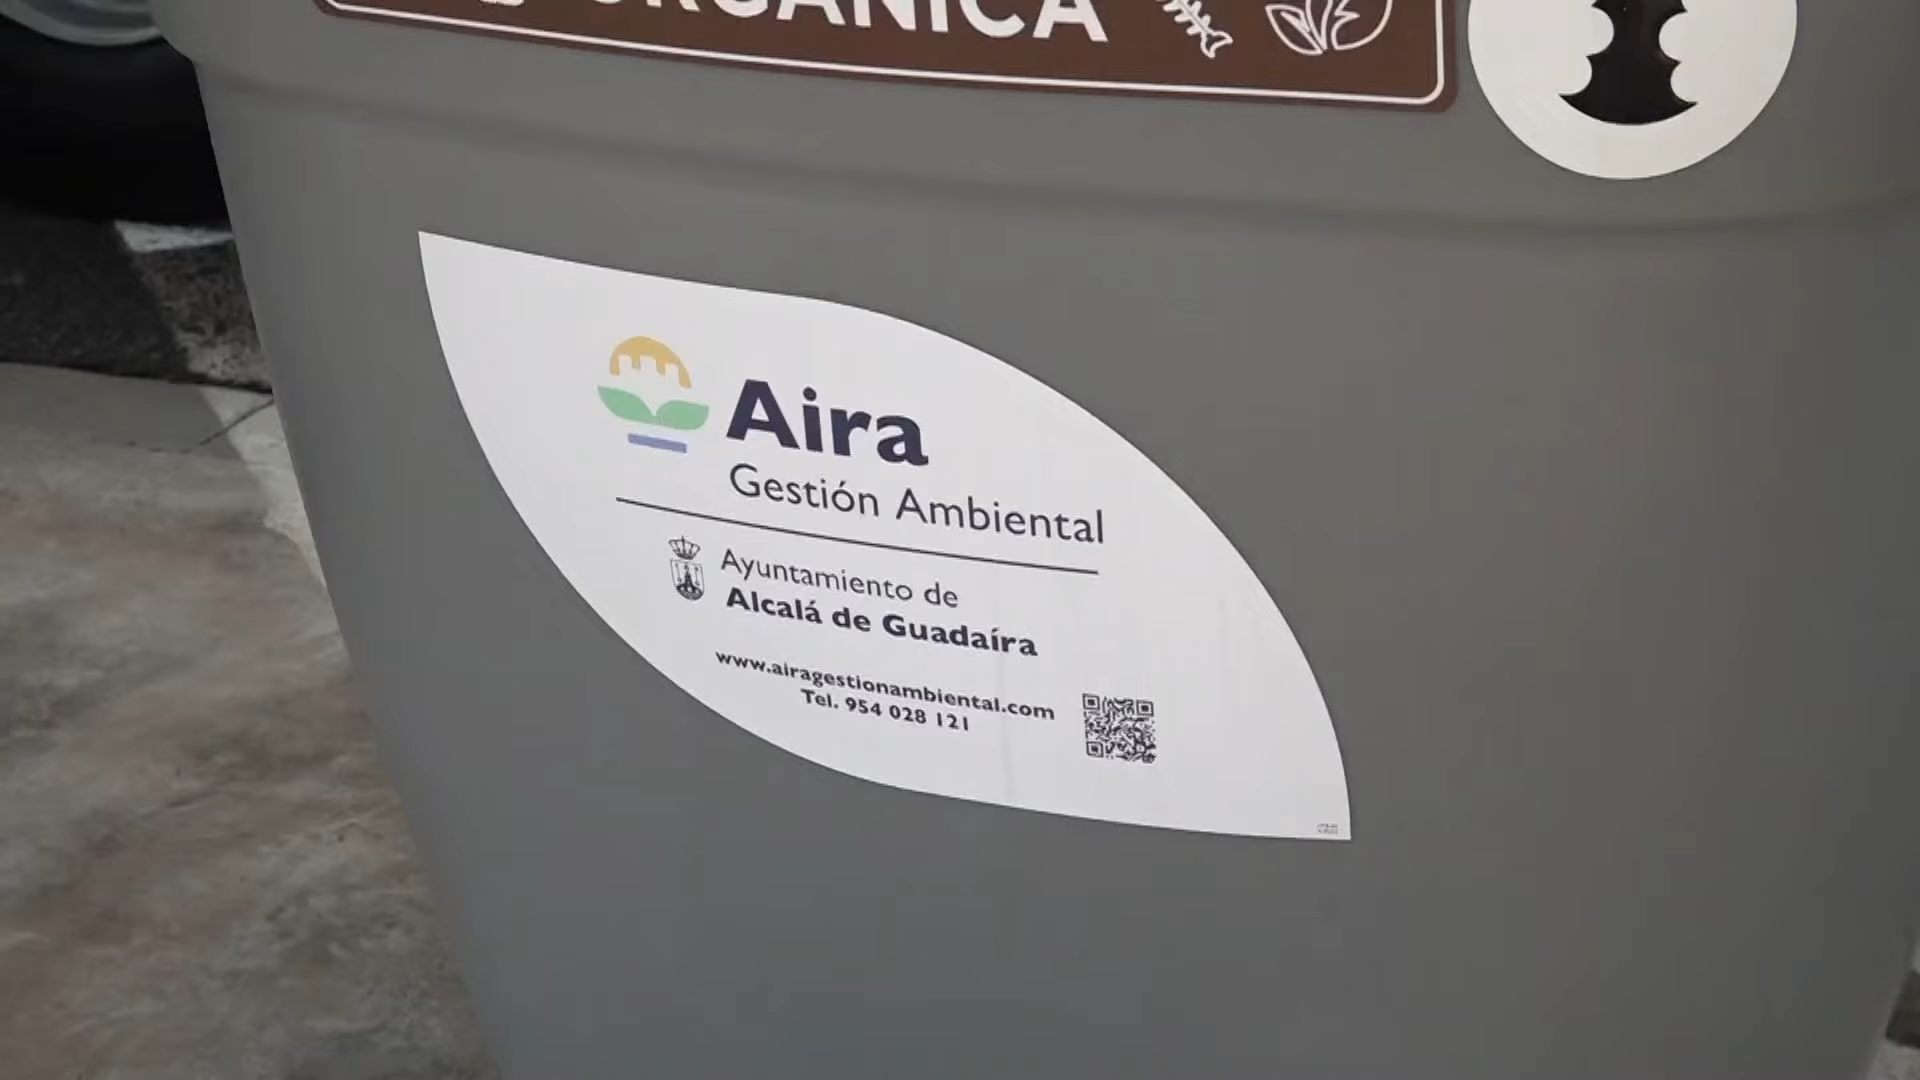 ORGÁNICA
Aira
Gestión Ambiental
Ayuntamiento de
Alcalá de Guadaíra
www.airagestionambiental.com
Tel. 954 028 121